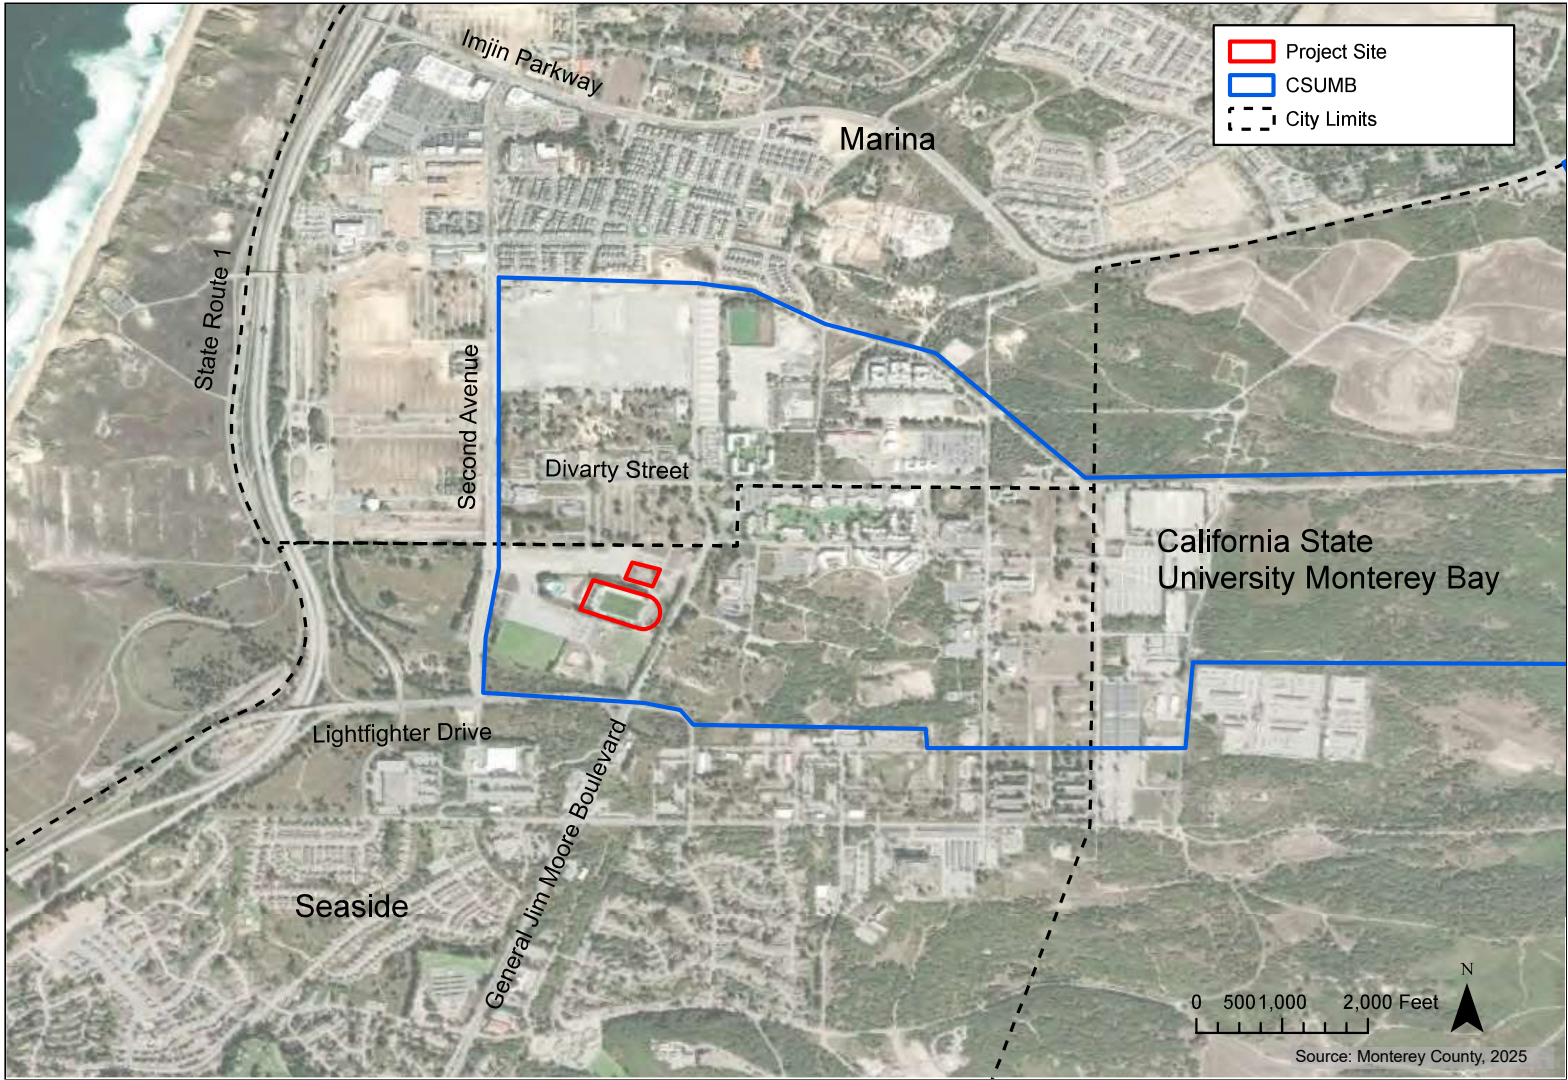 Imjin Parkway
Project Site
CSUMB
City Limits
Marina
State Route 1
Second Avenue
Divarty Street
California State
University Monterey Bay
Lightfighter Drive
General Jim Moore Boulevard
Seaside
N
0 500 1,000 2,000 Feet
Source: Monterey County, 2025